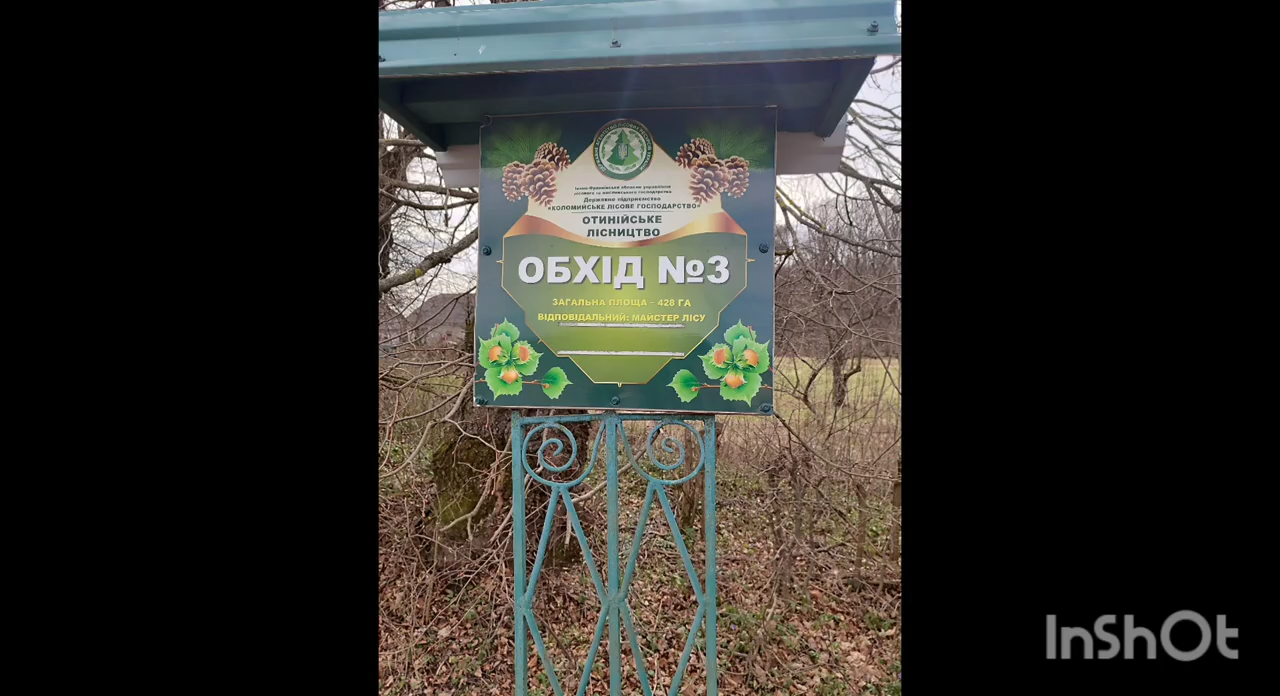 Івано-Франківське обласне управління
лісового та мисливського господарства
Державне підприємство
«КОЛОМИЙСЬКЕ ЛІСОВЕ ГОСПОДАРСТВО»
ОТИНІЙСЬКЕ
ЛІСНИЦТВО
ОБХІД №3
ЗАГАЛЬНА ПЛОЩА – 428 ГА
ВІДПОВІДАЛЬНИЙ: МАЙСТЕР ЛІСУ
InShOt